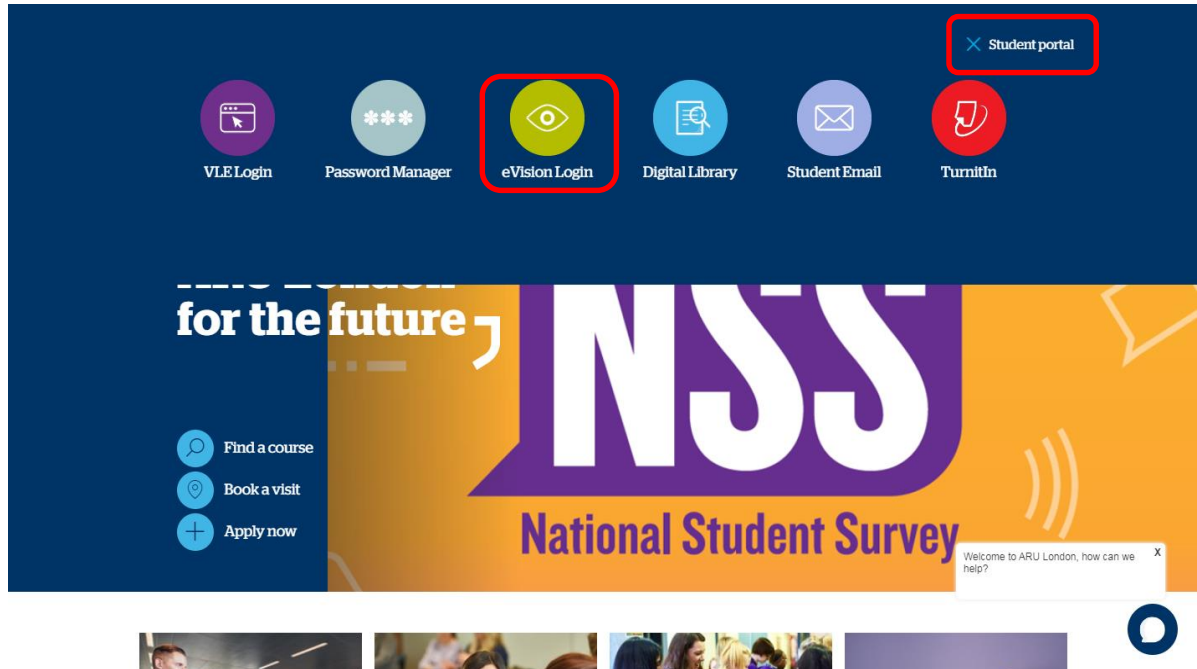 Student portal
***
VLE Login
Password Manager
eVision Login
Digital Library
Student Email
TurnitIn
for the future
NSS
Find a course
Book a visit
Apply now
National Student Survey
Welcome to ARU London, how can we
help?
X